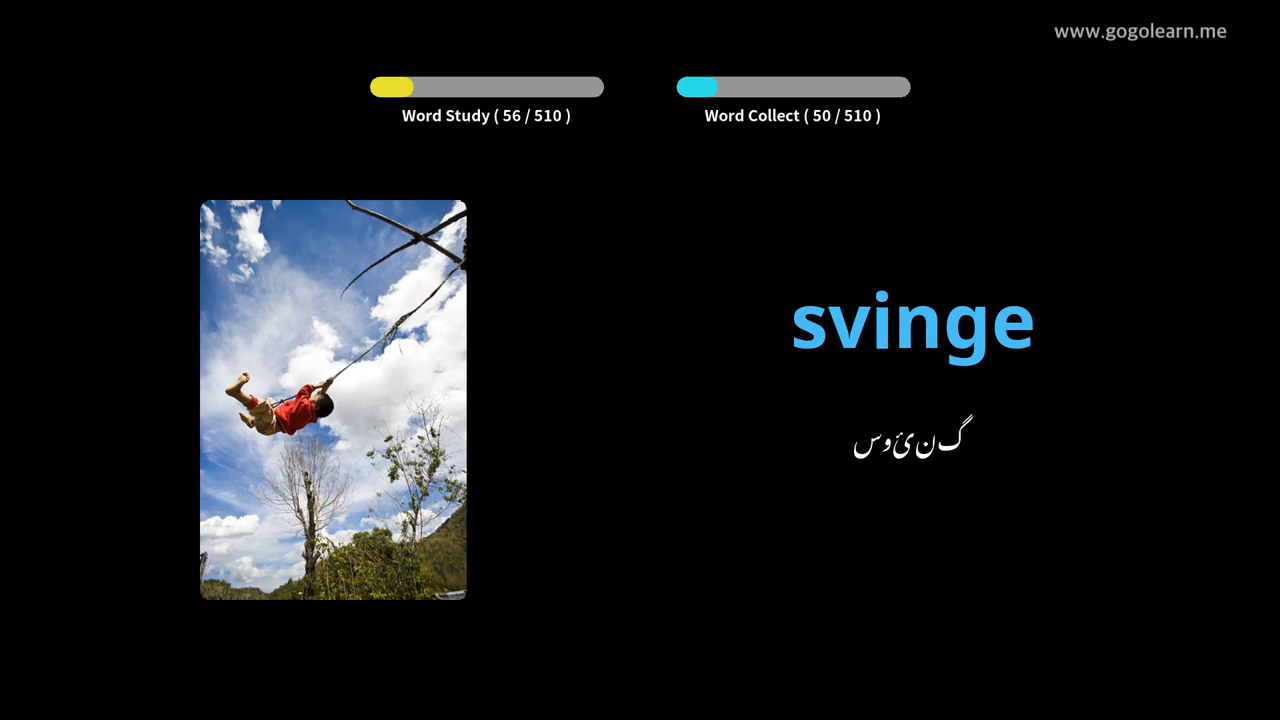 www.gogolearn.me
Word Study ( 56 / 510 )
Word Collect ( 50 / 510 )
svinge
گ ن ئ و س